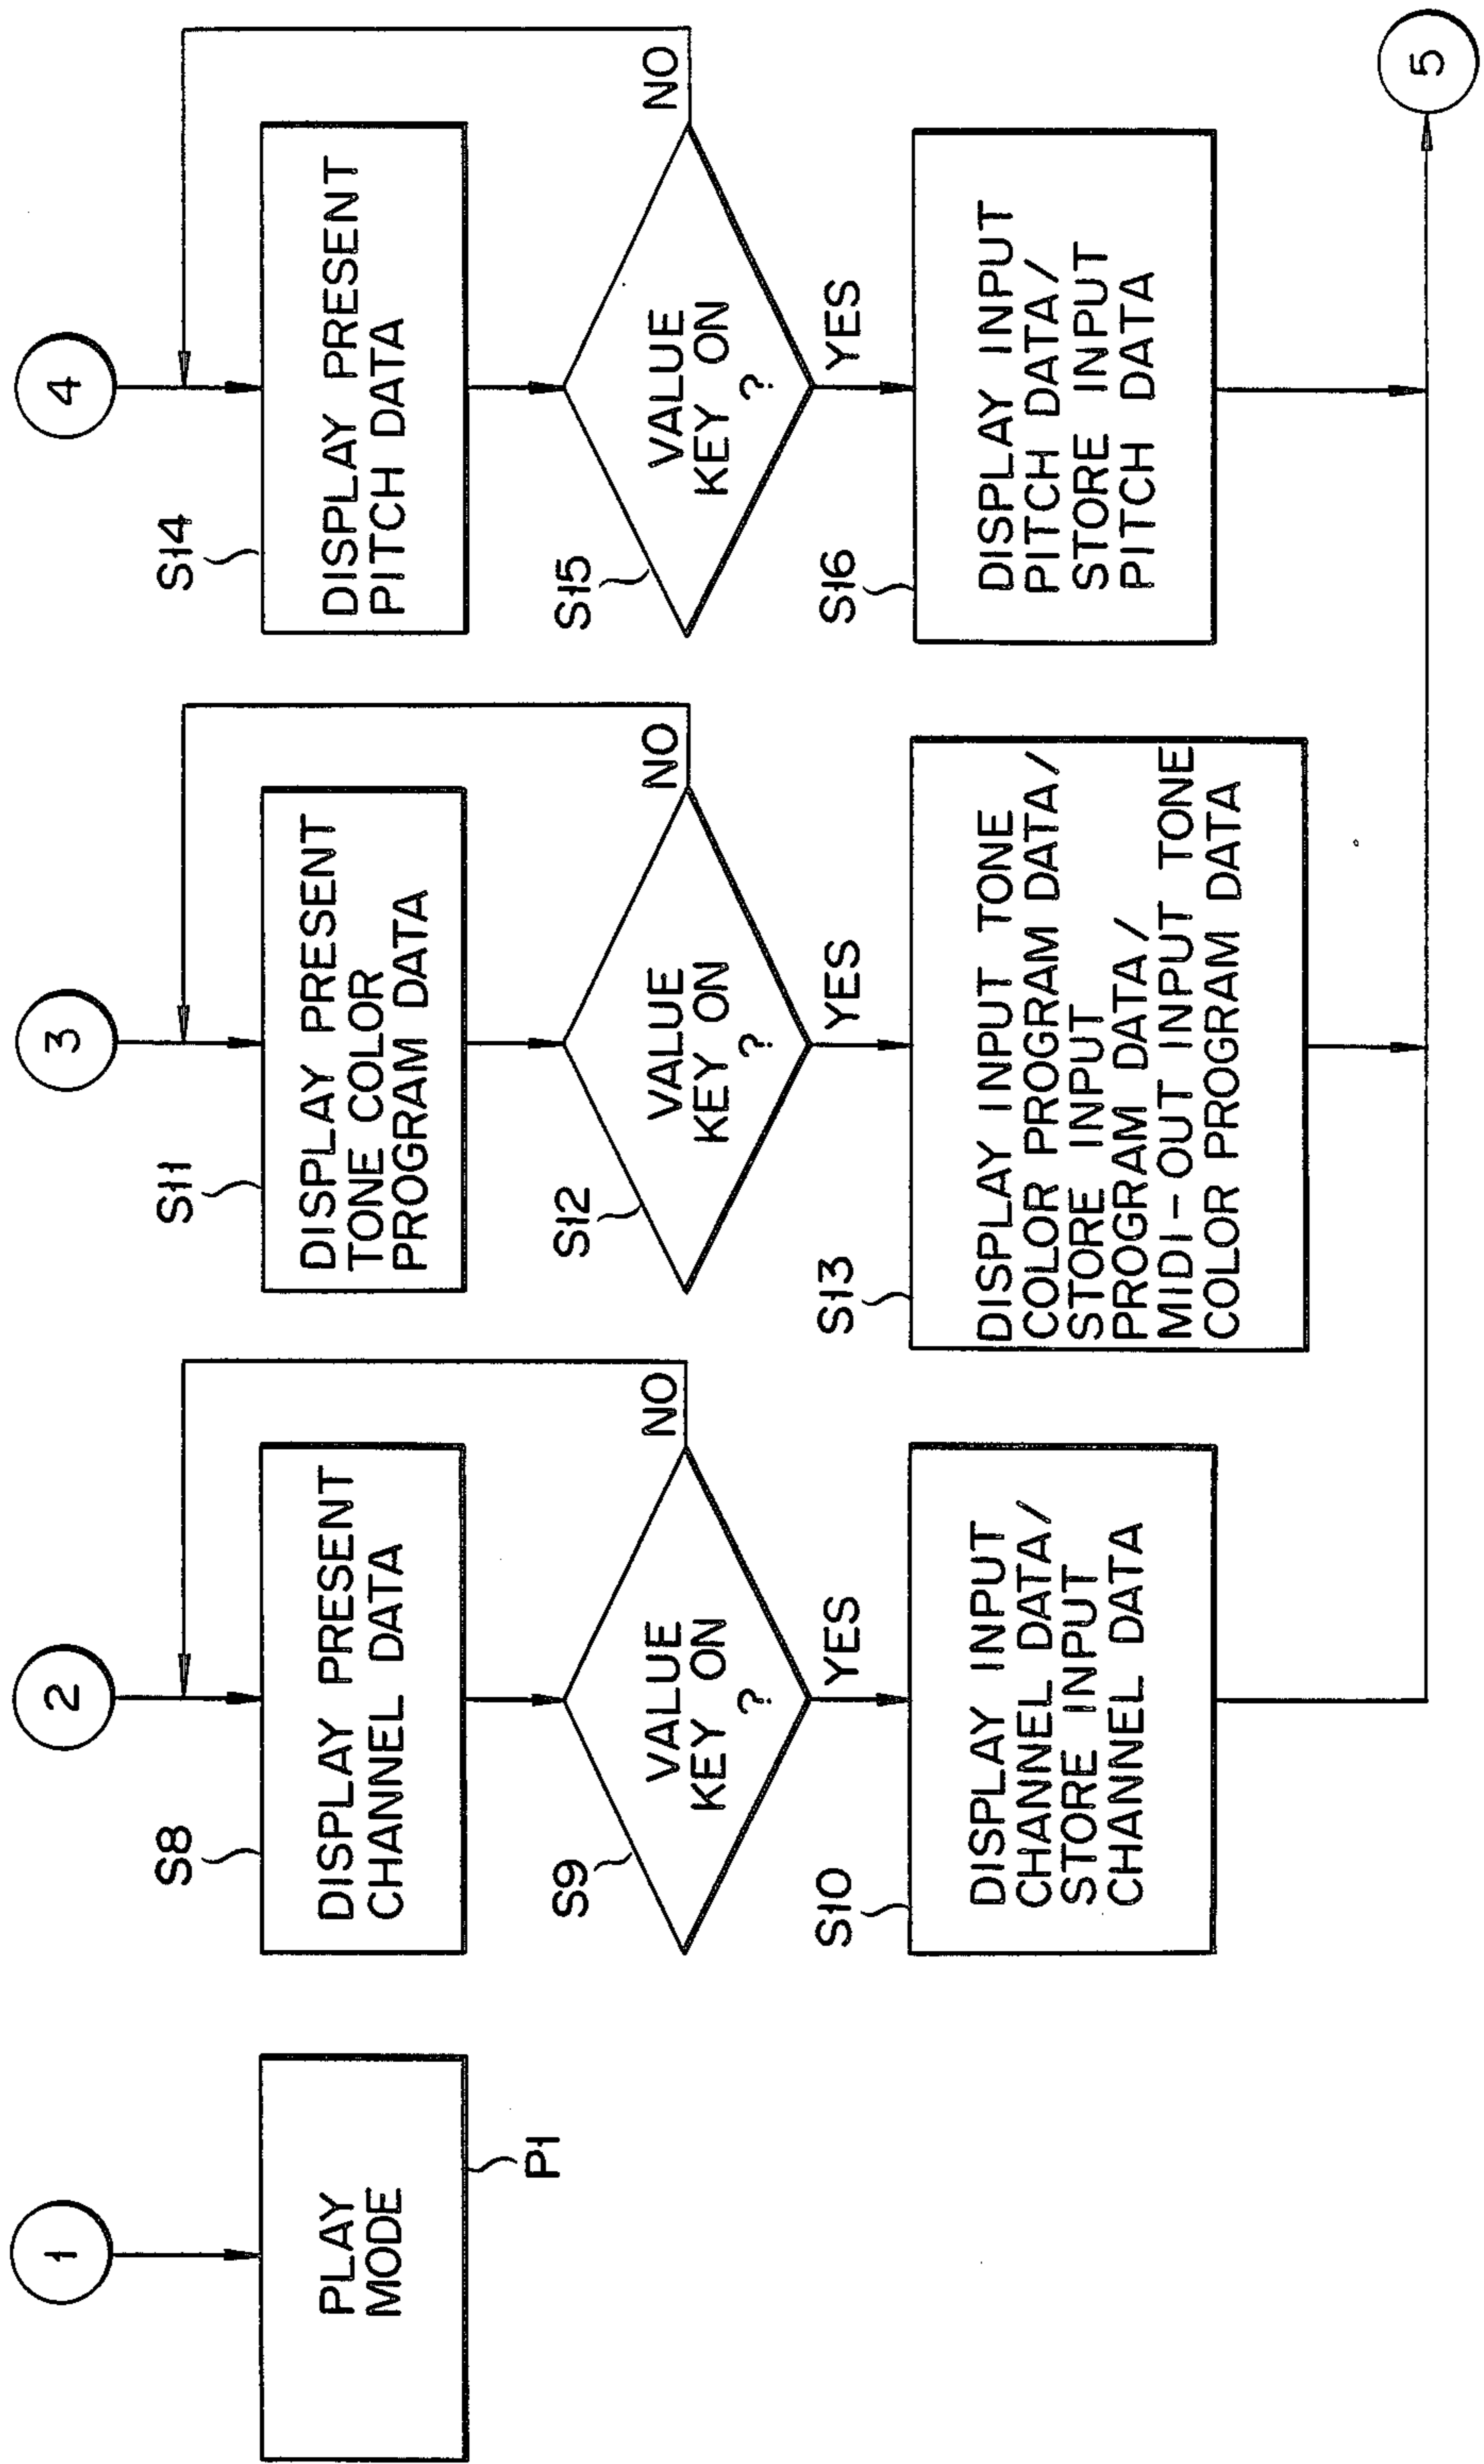 1
PLAY
MODE
P1
2
S8
DISPLAY PRESENT
CHANNEL DATA
S9
VALUE
KEY ON
?
NO
YES
S10
DISPLAY INPUT
CHANNEL DATA/
STORE INPUT
CHANNEL DATA
3
S11
DISPLAY PRESENT
TONE COLOR
PROGRAM DATA
S12
VALUE
KEY ON
?
NO
YES
S13
DISPLAY INPUT TONE
COLOR PROGRAM DATA/
STORE INPUT
PROGRAM DATA/
MIDI-OUT INPUT TONE
COLOR PROGRAM DATA
4
S14
DISPLAY PRESENT
PITCH DATA
S15
VALUE
KEY ON
?
NO
YES
S16
DISPLAY INPUT
PITCH DATA/
STORE INPUT
PITCH DATA
5